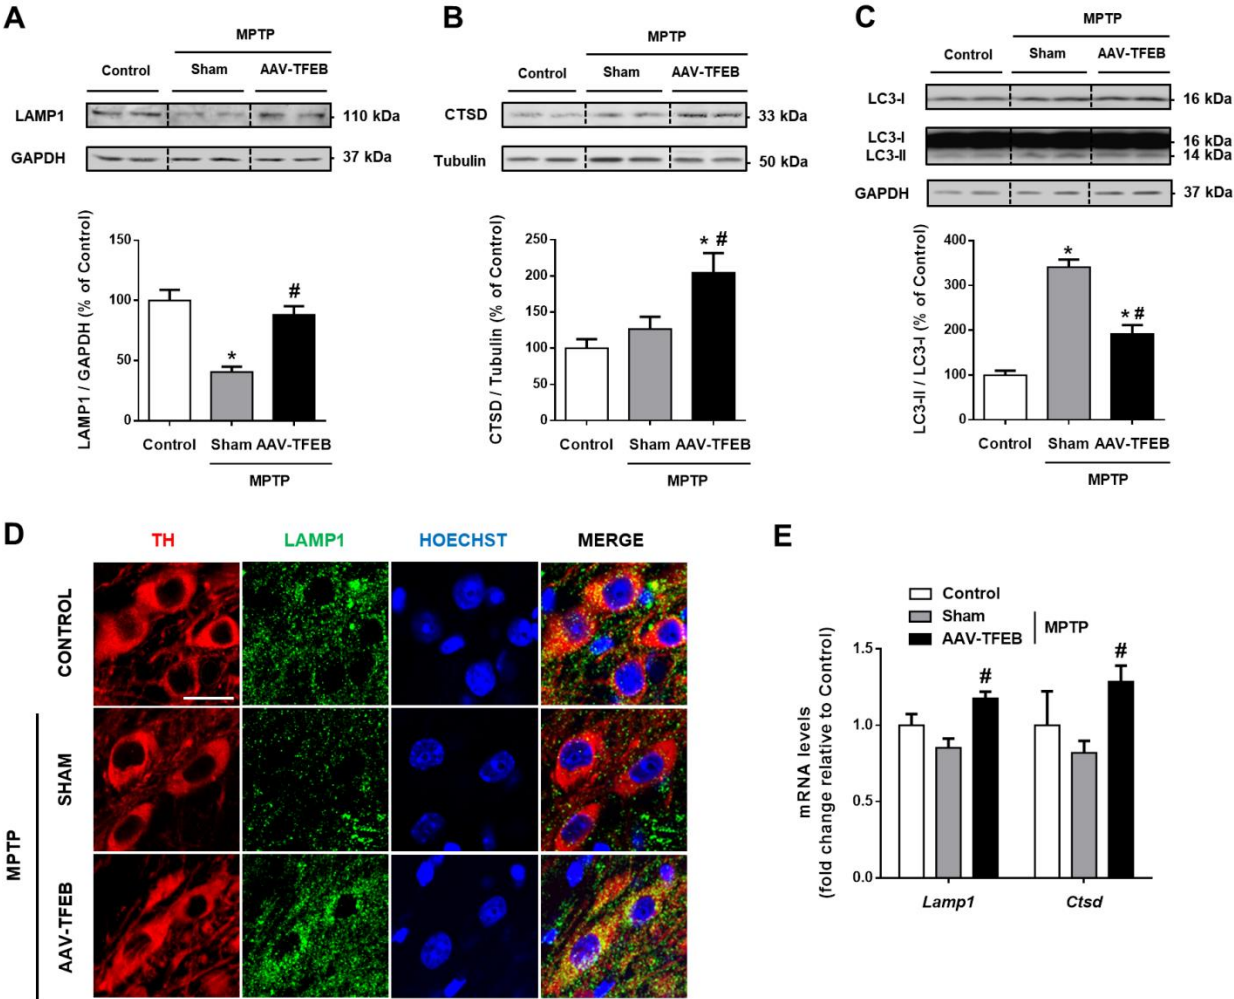 A
MPTP
Control Sham AAV-TFEB
LAMP1 110 kDa
GAPDH 37 kDa
LAMP1 / GAPDH (% of Control)
150
100
50
0
*
#
Control Sham AAV-TFEB
MPTP
B
MPTP
Control Sham AAV-TFEB
CTSD 33 kDa
Tubulin 50 kDa
CTSD / Tubulin (% of Control)
250
200
150
100
50
0
* #
Control Sham AAV-TFEB
MPTP
C
MPTP
Control Sham AAV-TFEB
LC3-I 16 kDa
LC3-I 16 kDa
LC3-II 14 kDa
GAPDH 37 kDa
LC3-II / LC3-I (% of Control)
400
300
200
100
0
*
* #
Control Sham AAV-TFEB
MPTP
D
TH LAMP1 HOECHST MERGE
CONTROL
SHAM
AAV-TFEB
MPTP
E
Control
Sham
AAV-TFEB
MPTP
mRNA levels
(fold change relative to Control)
1.5
1.0
0.5
0.0
#
#
Lamp1 Ctsd